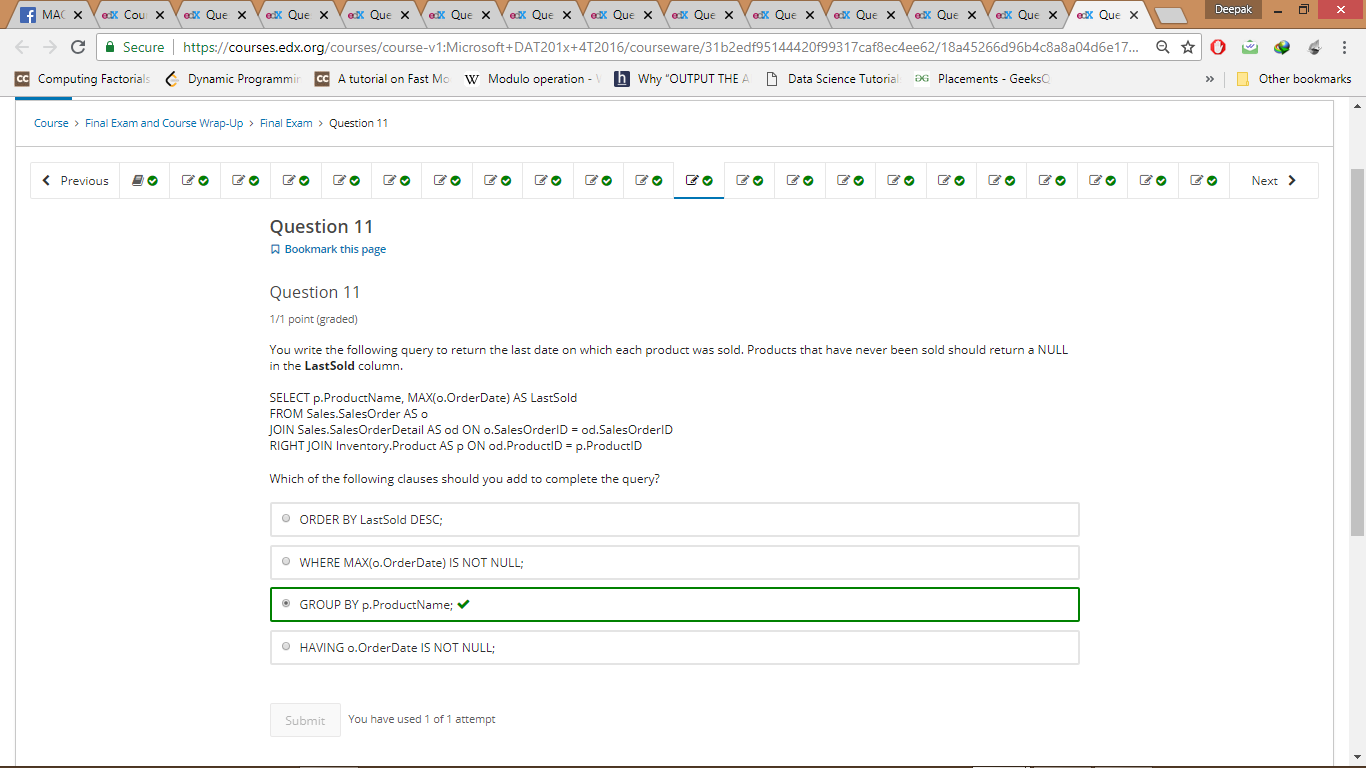 MAC
Cou
Que
Que
Que
Que
Que
Que
Que
Que
Que
Que
Que
Que
Deepak
Secure
https://courses.edx.org/courses/course-v1:Microsoft+DAT201x+4T2016/courseware/31b2edf95144420f99317caf8ec4ee62/18a45266d96b4c8a8a04d6e17...
Computing Factorials
Dynamic Programmin
A tutorial on Fast Mo
Modulo operation -
Why "OUTPUT THE A
Data Science Tutorial
Placements - GeeksG
Other bookmarks
Course > Final Exam and Course Wrap-Up > Final Exam > Question 11
Previous
Next
Question 11
Bookmark this page
Question 11
1/1 point (graded)
You write the following query to return the last date on which each product was sold. Products that have never been sold should return a NULL
in the LastSold column.
SELECT p.ProductName, MAX(o.OrderDate) AS LastSold
FROM Sales.SalesOrder AS o
JOIN Sales.SalesOrderDetail AS od ON o.SalesOrderID = od.SalesOrderID
RIGHT JOIN Inventory.Product AS p ON od.ProductID = p.ProductID
Which of the following clauses should you add to complete the query?
ORDER BY LastSold DESC;
WHERE MAX(o.OrderDate) IS NOT NULL;
GROUP BY p.ProductName;
HAVING o.OrderDate IS NOT NULL;
Submit You have used 1 of 1 attempt